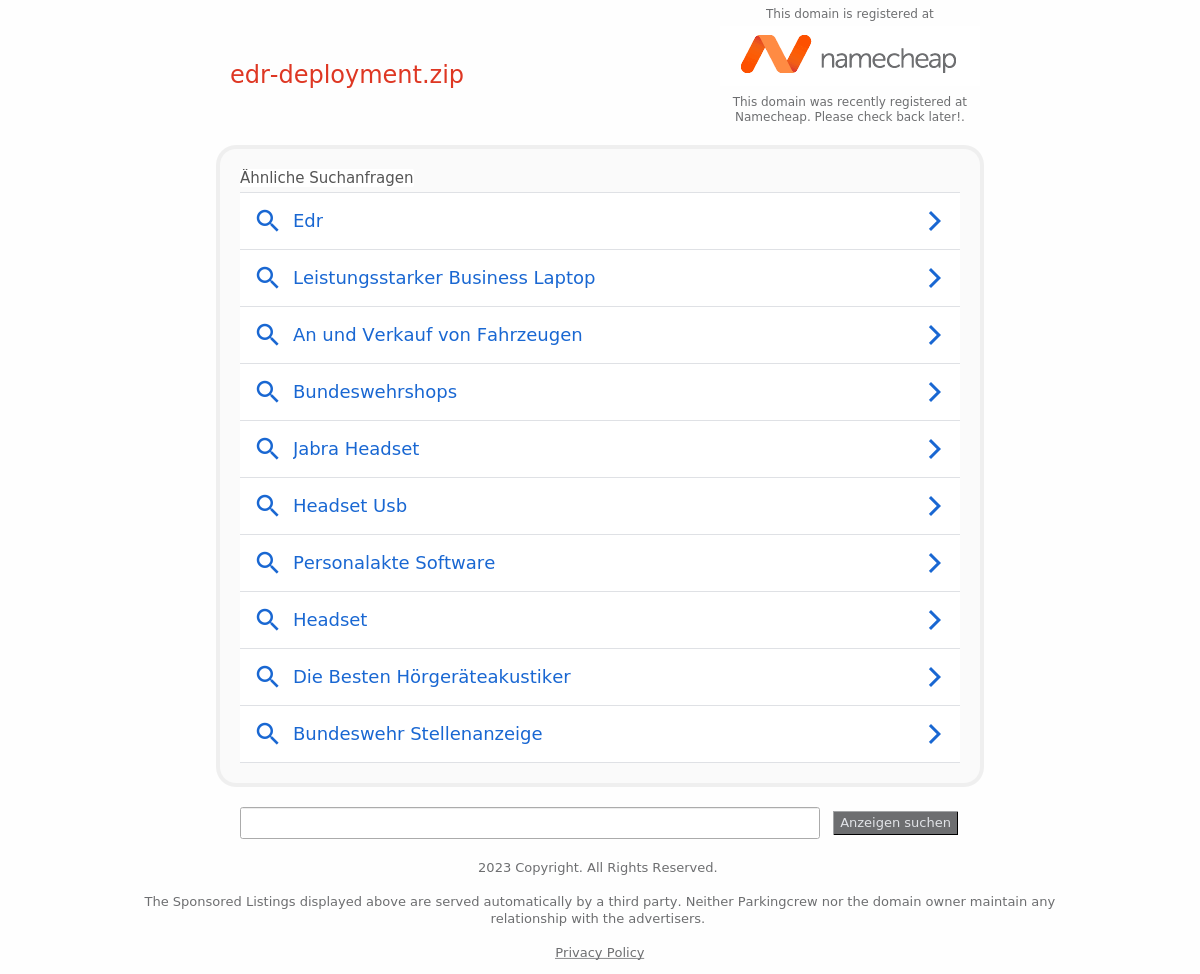 This domain is registered at
namecheap
edr-deployment.zip
This domain was recently registered at
Namecheap. Please check back later!.
Ähnliche Suchanfragen
Edr
Leistungsstarker Business Laptop
An und Verkauf von Fahrzeugen
Bundeswehrshops
Jabra Headset
Headset Usb
Personalakte Software
Headset
Die Besten Hörgeräteakustiker
Bundeswehr Stellenanzeige
Anzeigen suchen
2023 Copyright. All Rights Reserved.
The Sponsored Listings displayed above are served automatically by a third party. Neither Parkingcrew nor the domain owner maintain any
relationship with the advertisers.
Privacy Policy